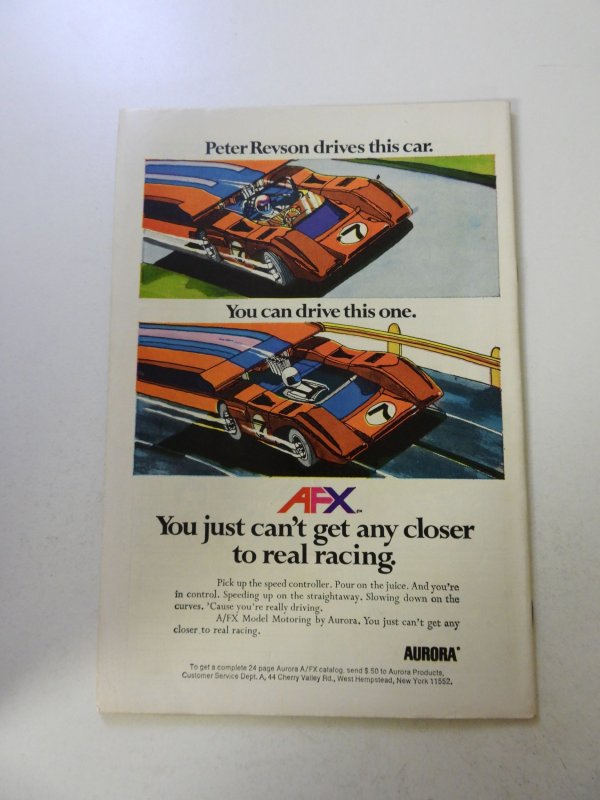 Peter Revson drives this car.
7
7
You can drive this one.
7
7
AFX
You just can't get any closer
to real racing.
Pick up the speed controller. Pour on the juice. And you're
in control. Speeding up on the straightaway. Slowing down on the
curves. 'Cause you're really driving.
A/FX Model Motoring by Aurora. You just can't get any
closer to real racing.
AURORA
To get a complete 24 page Aurora A/FX catalog, send $.50 to Aurora Products,
Customer Service Dept. A, 44 Cherry Valley Rd., West Hempstead, New York 11552.